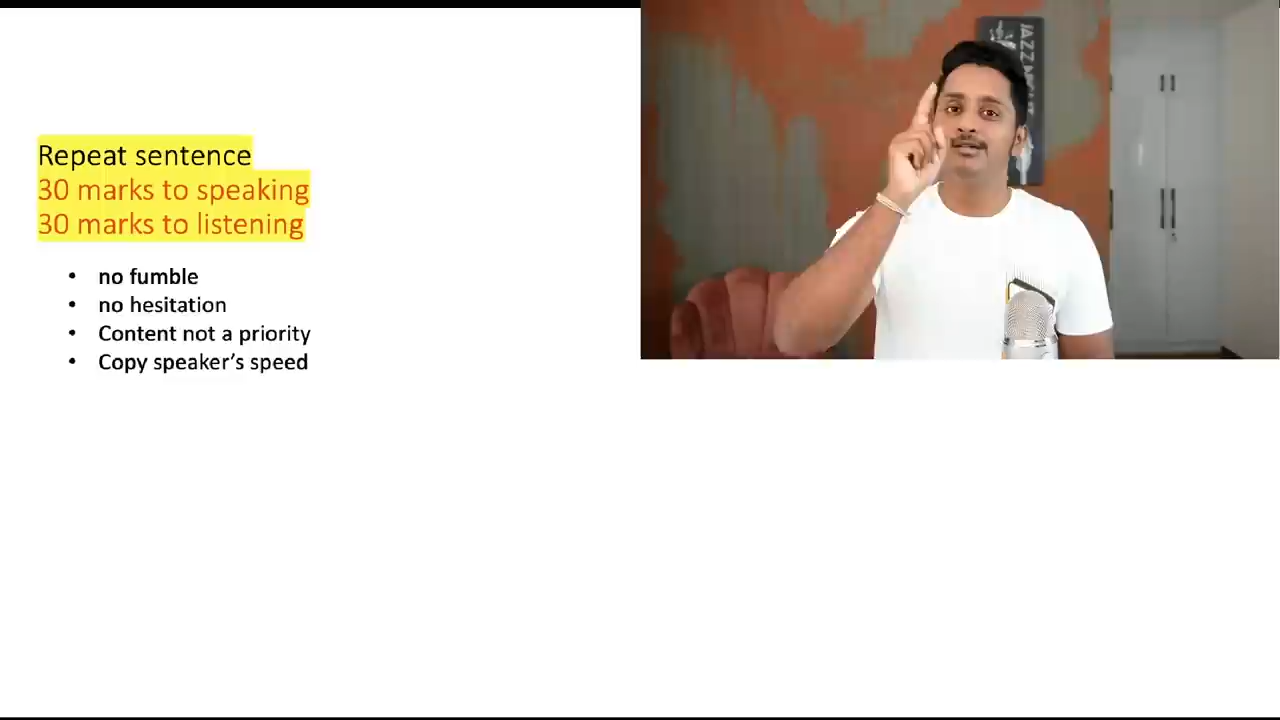 Repeat sentence
30 marks to speaking
30 marks to listening
• no fumble
• no hesitation
• Content not a priority
• Copy speaker’s speed
JAZZ